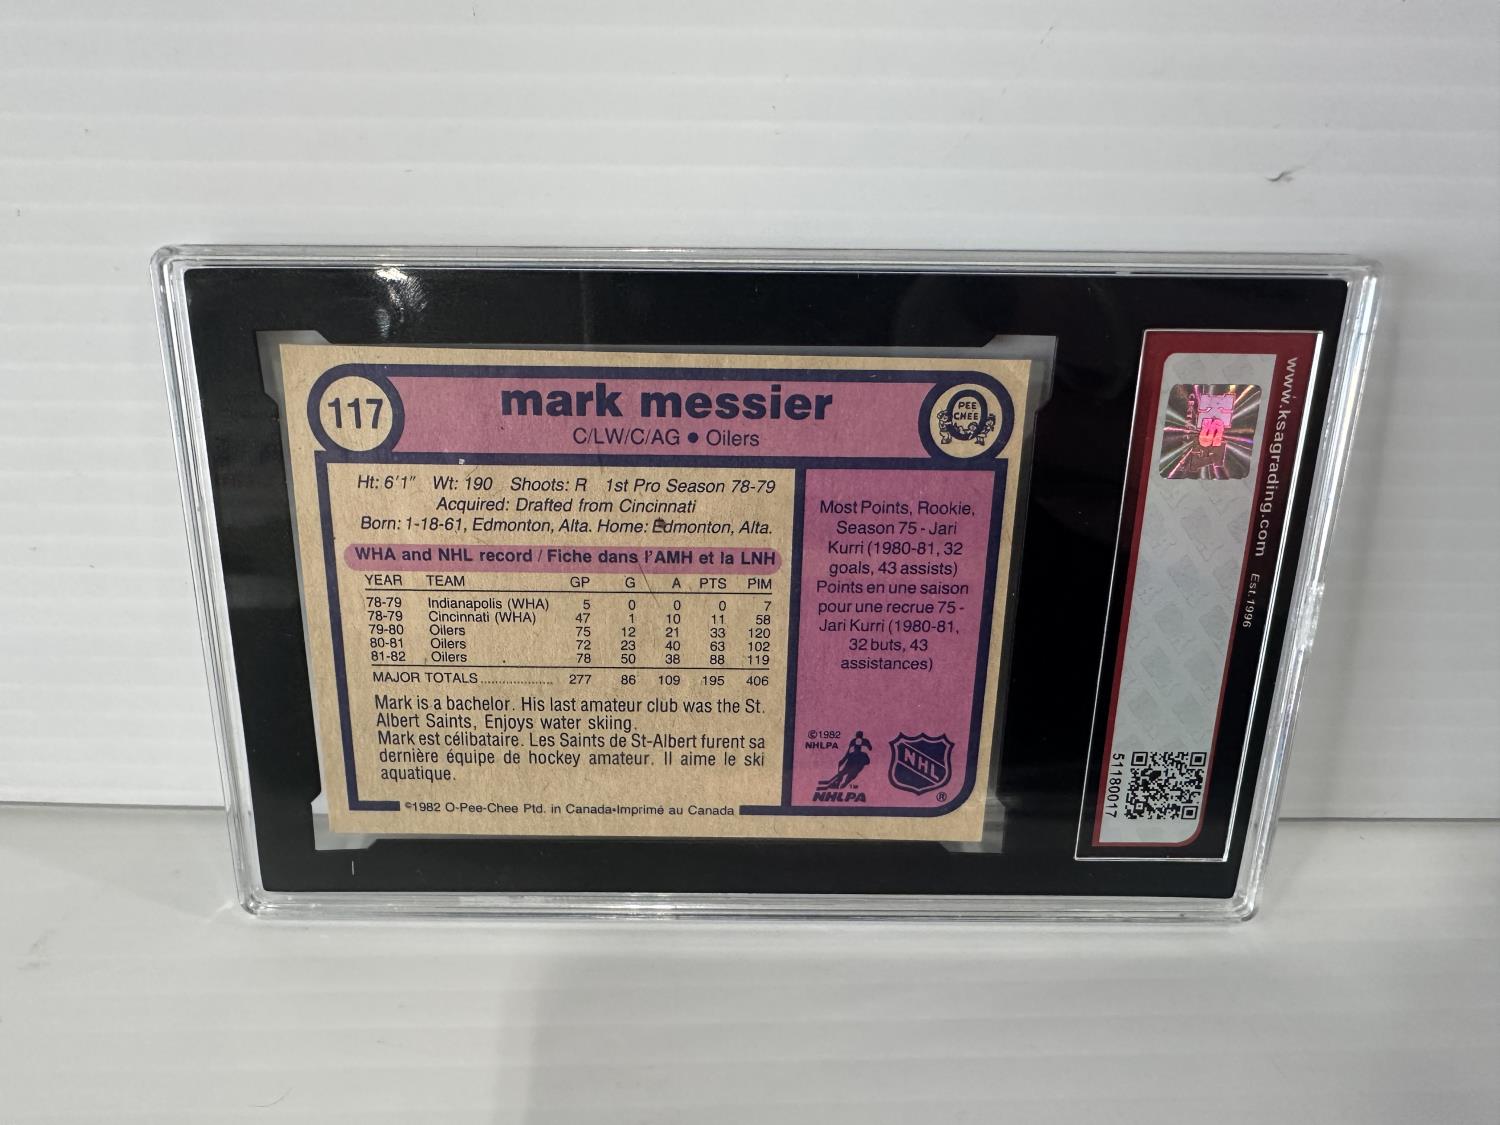 117
mark messier
C/LW/C/AG ● Oilers
O
PEE
CHEE
Ht: 6'1" Wt: 190 Shoots: R 1st Pro Season 78-79
Acquired: Drafted from Cincinnati
Born: 1-18-61, Edmonton, Alta. Home: Edmonton, Alta.
WHA and NHL record / Fiche dans l'AMH et la LNH
YEAR TEAM GP G A PTS PIM
78-79 Indianapolis (WHA) 5 0 0 0 7
78-79 Cincinnati (WHA) 47 1 10 11 58
79-80 Oilers 75 12 21 33 120
80-81 Oilers 72 23 40 63 102
81-82 Oilers 78 50 38 88 119
MAJOR TOTALS.................... 277 86 109 195 406
Mark is a bachelor. His last amateur club was the St.
Albert Saints, Enjoys water skiing.
Mark est célibataire. Les Saints de St-Albert furent sa
dernière équipe de hockey amateur. Il aime le ski
aquatique.
©1982 O-Pee-Chee Ptd. in Canada•Imprimé au Canada
Most Points, Rookie,
Season 75 - Jari
Kurri (1980-81, 32
goals, 43 assists)
Points en une saison
pour une recrue 75 -
Jari Kurri (1980-81,
32 buts, 43
assistances)
©1982
NHLPA
NHLPA™
NHL
®
www.ksagrading.com
Est. 1996
KSA
51180017